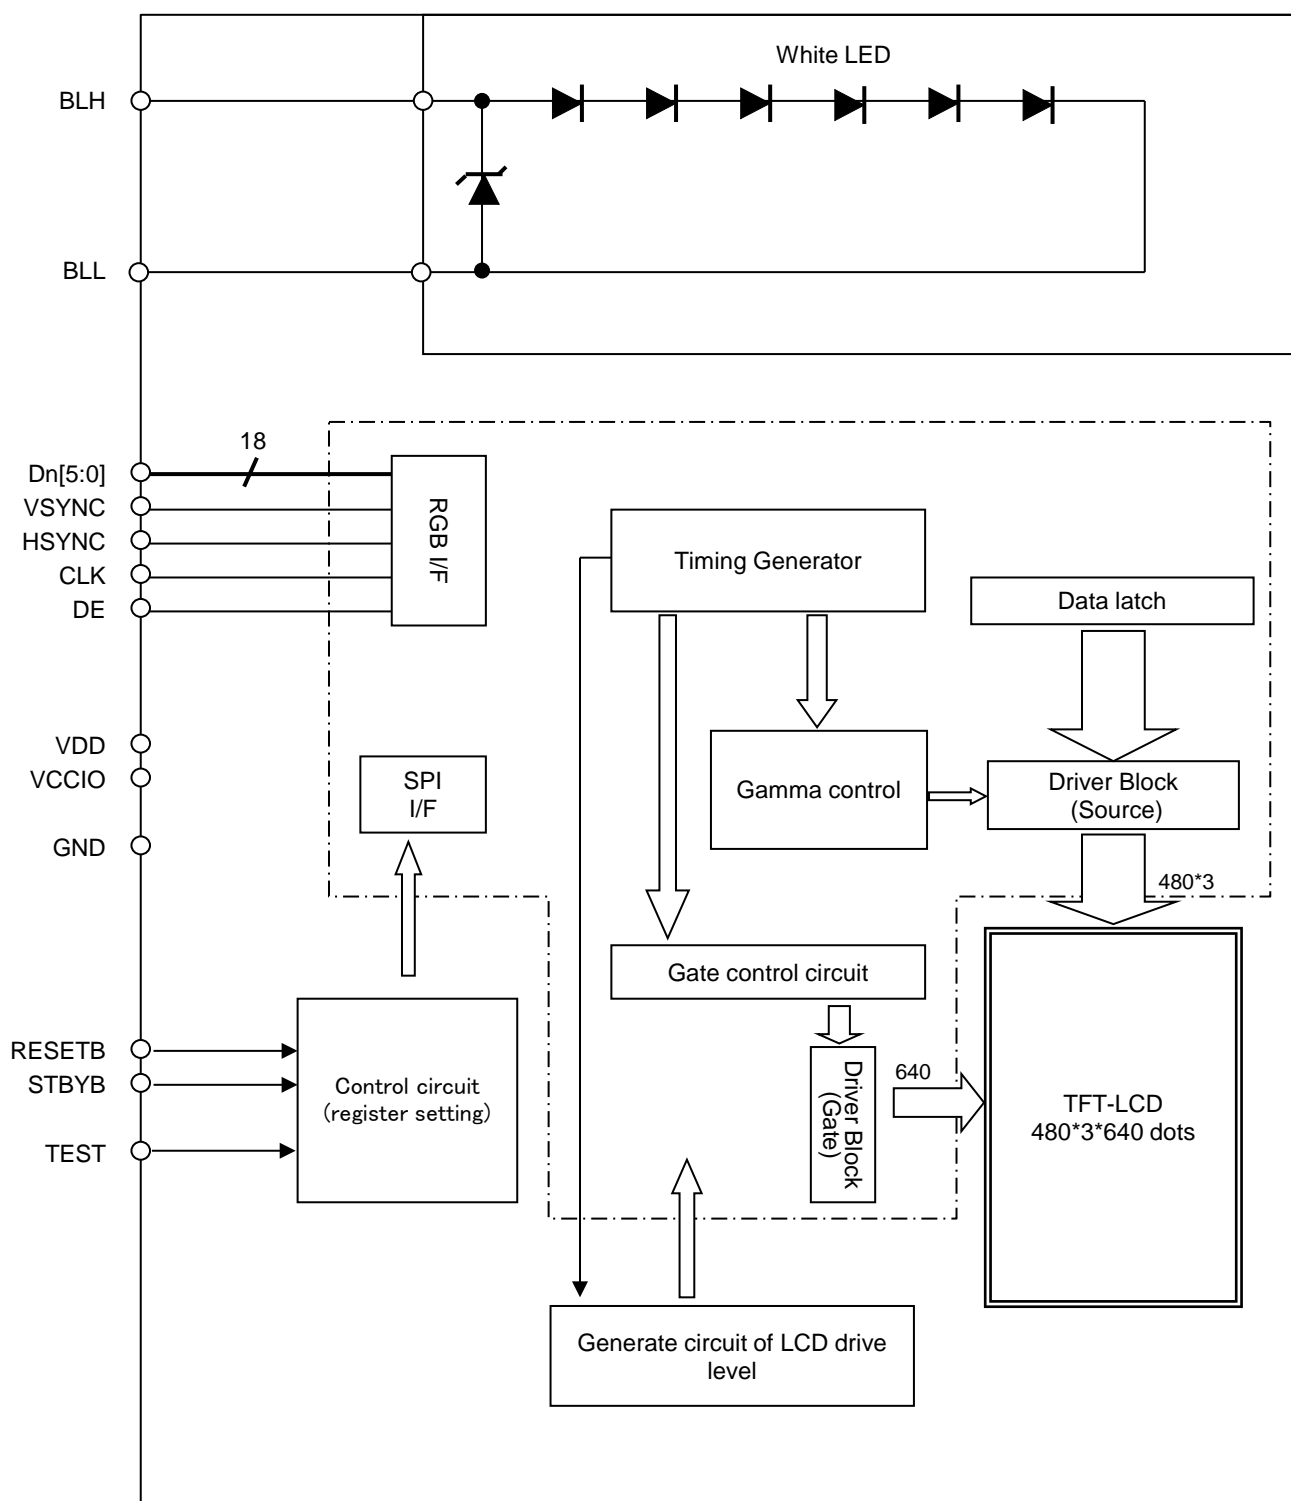 White LED
BLH
BLL
18
Dn[5:0]
VSYNC
HSYNC
CLK
DE
RGB I/F
Timing Generator
Data latch
VDD
VCCIO
GND
SPI
I/F
Gamma control
Driver Block
(Source)
480*3
Gate control circuit
RESETB
STBYB
TEST
Control circuit
(register setting)
Driver Block
(Gate)
640
TFT-LCD
480*3*640 dots
Generate circuit of LCD drive
level